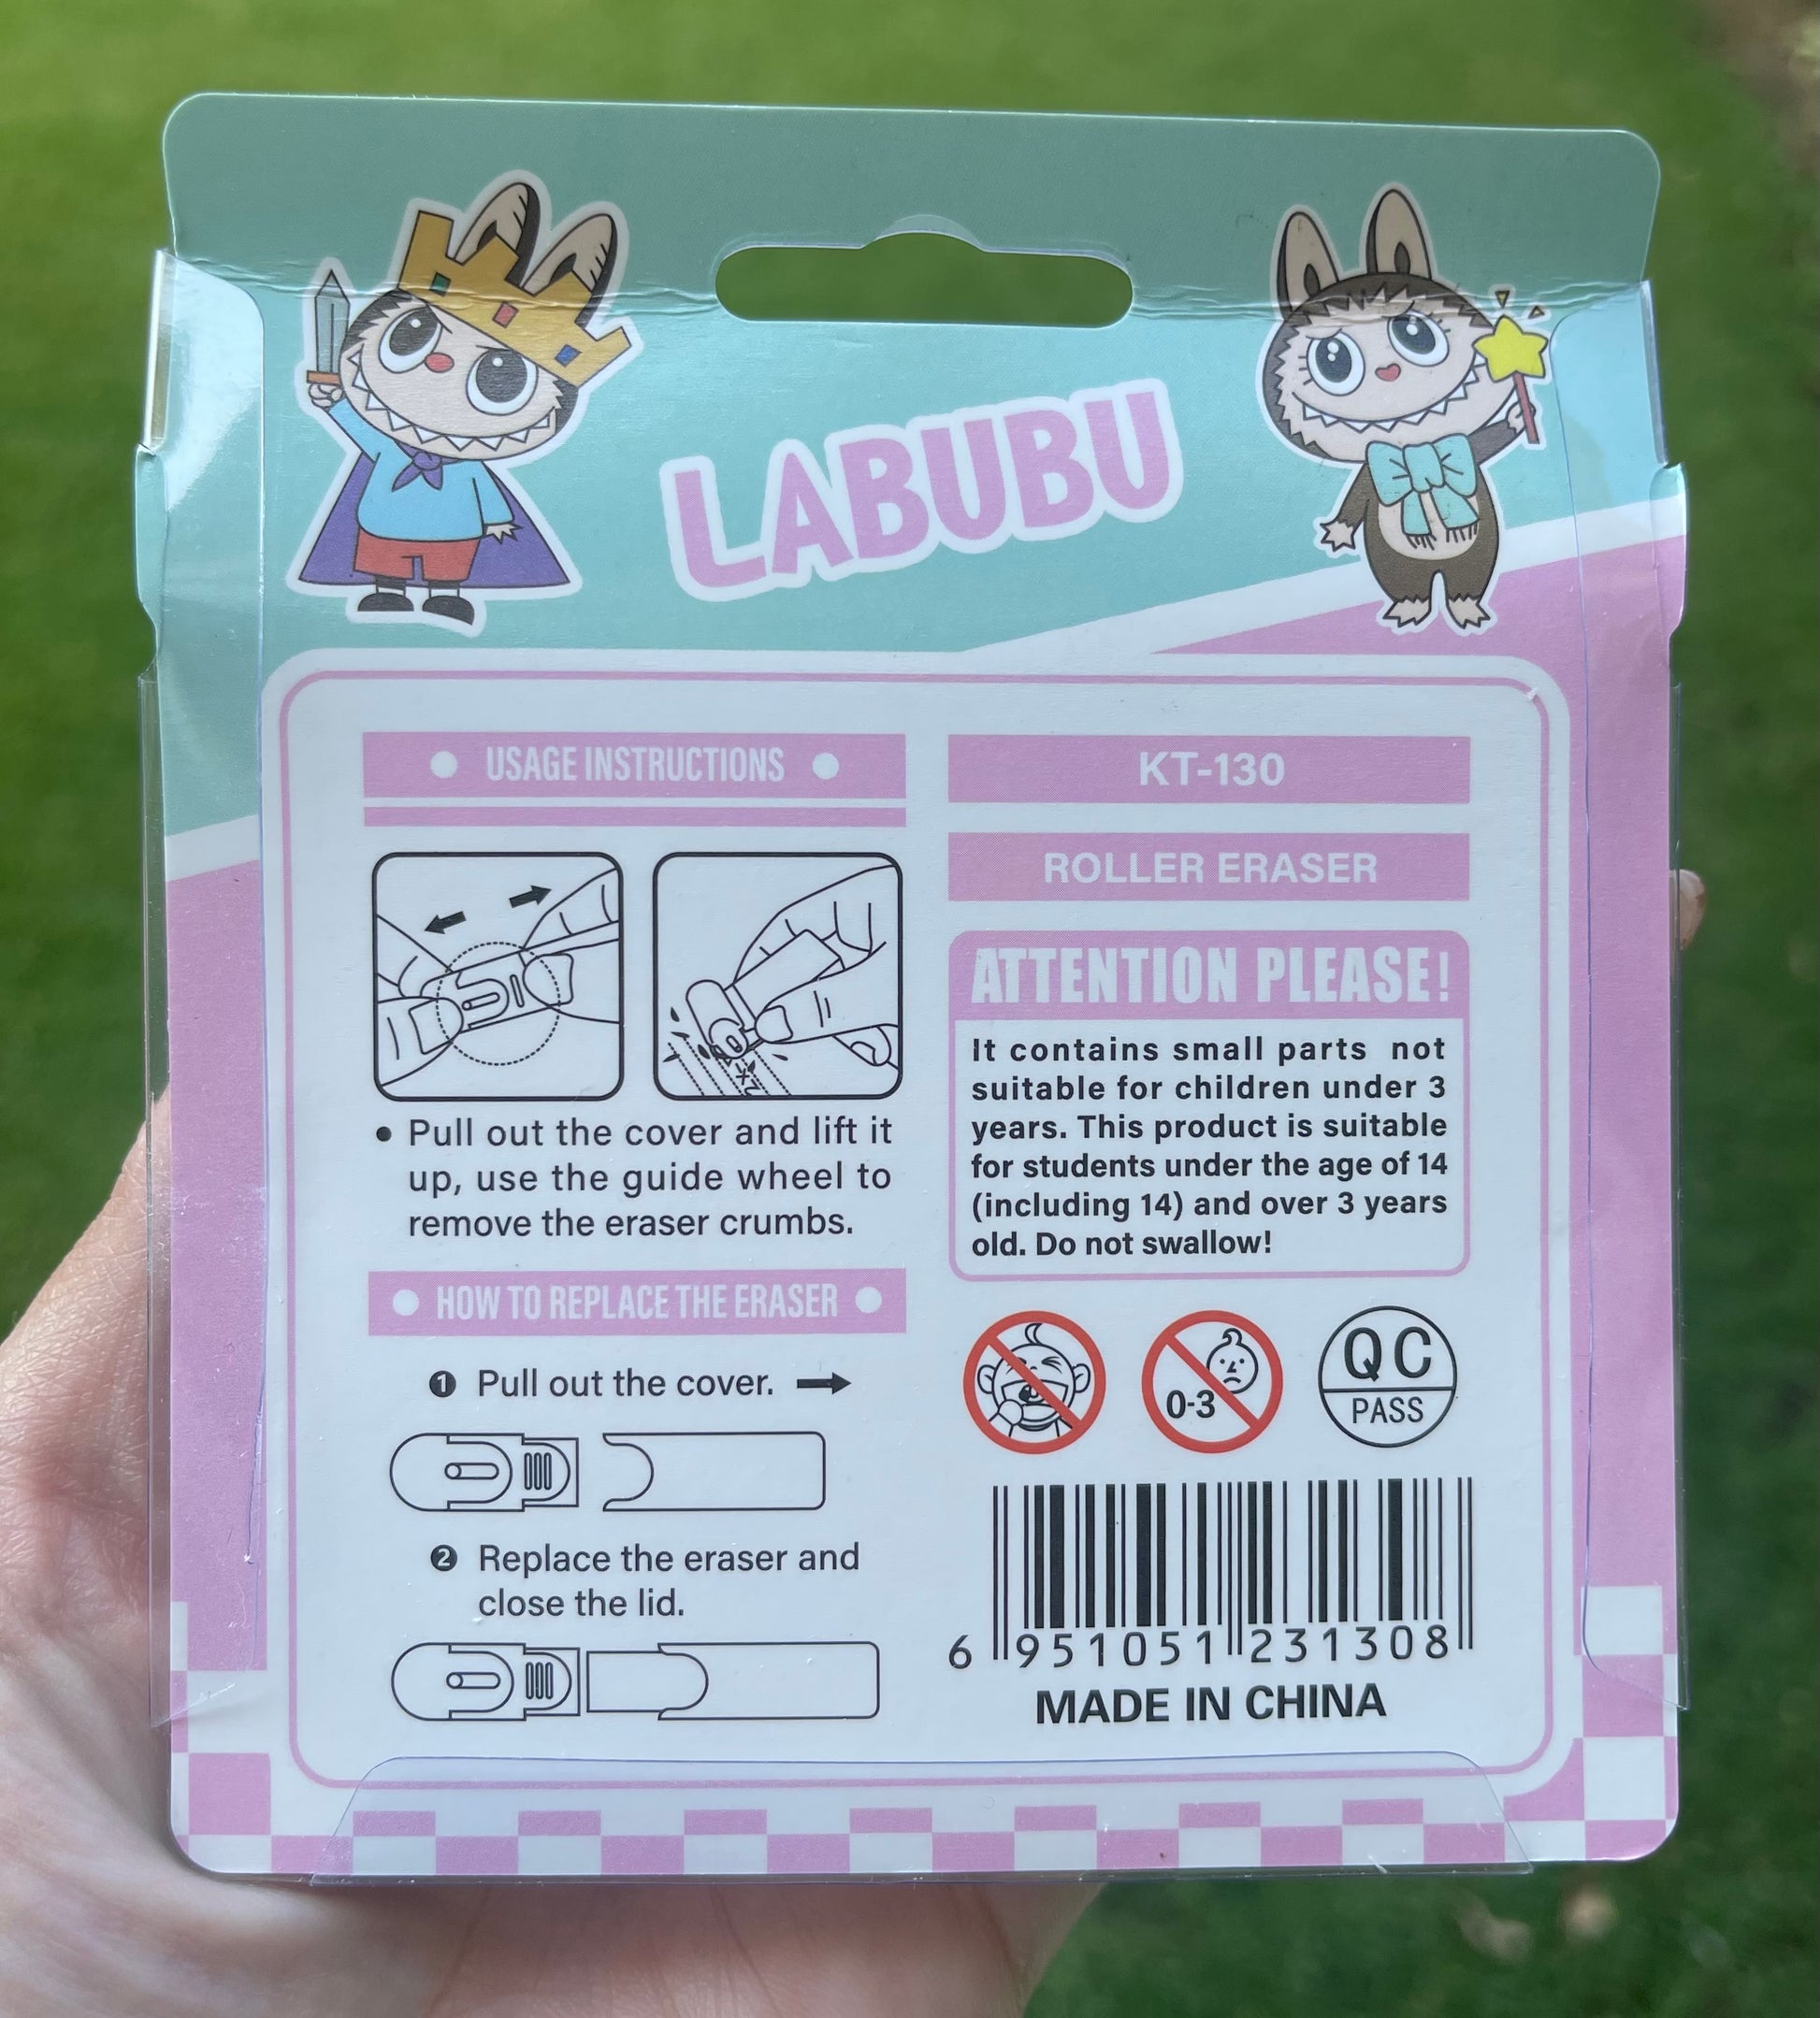 LABUBU
USAGE INSTRUCTIONS
• Pull out the cover and lift it
up, use the guide wheel to
remove the eraser crumbs.
HOW TO REPLACE THE ERASER
1 Pull out the cover. →
2 Replace the eraser and
close the lid.
KT-130
ROLLER ERASER
ATTENTION PLEASE!
It contains small parts not
suitable for children under 3
years. This product is suitable
for students under the age of 14
(including 14) and over 3 years
old. Do not swallow!
0-3
QC
PASS
6 951051 231308
MADE IN CHINA